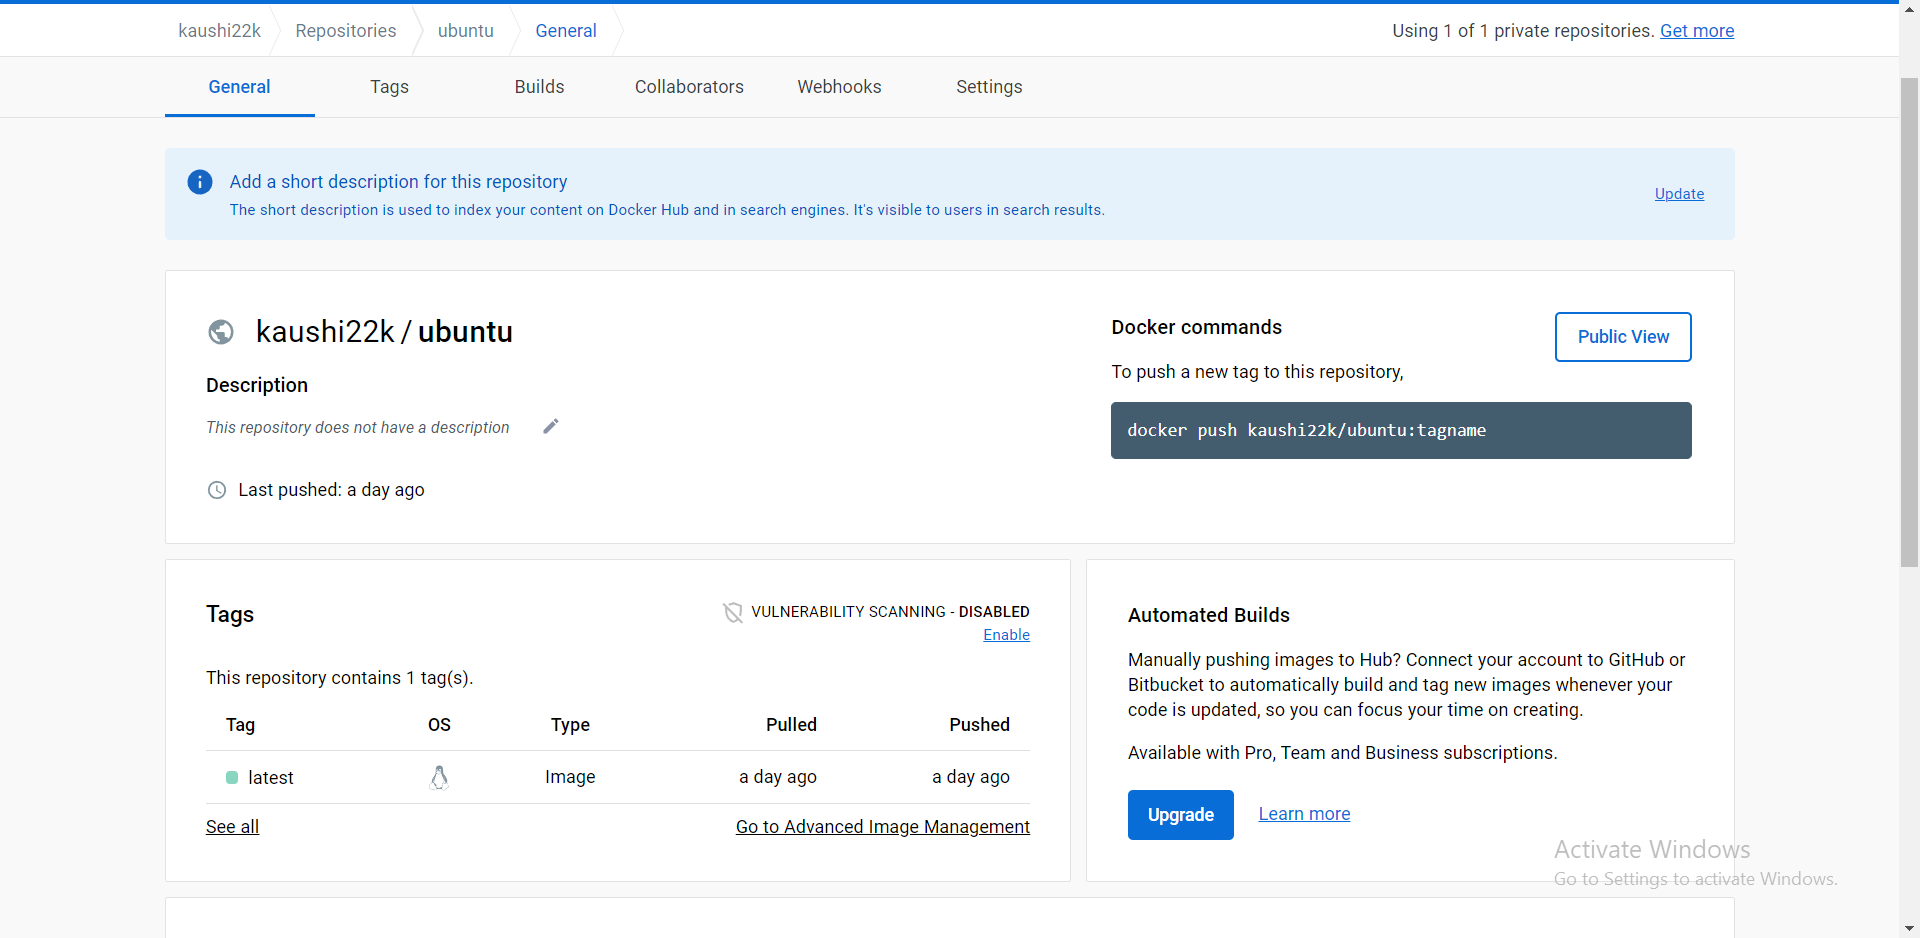 kaushi22k Repositories ubuntu General Using 1 of 1 private repositories. Get more
General Tags Builds Collaborators Webhooks Settings
Add a short description for this repository
The short description is used to index your content on Docker Hub and in search engines. It's visible to users in search results.
Update
kaushi22k / ubuntu
Description
This repository does not have a description
Last pushed: a day ago
Docker commands
Public View
To push a new tag to this repository,
docker push kaushi22k/ubuntu:tagname
Tags
VULNERABILITY SCANNING - DISABLED
Enable
This repository contains 1 tag(s).
Tag OS Type Pulled Pushed
latest Image a day ago a day ago
See all Go to Advanced Image Management
Automated Builds
Manually pushing images to Hub? Connect your account to GitHub or
Bitbucket to automatically build and tag new images whenever your
code is updated, so you can focus your time on creating.
Available with Pro, Team and Business subscriptions.
Upgrade Learn more
Activate Windows
Go to Settings to activate Windows.